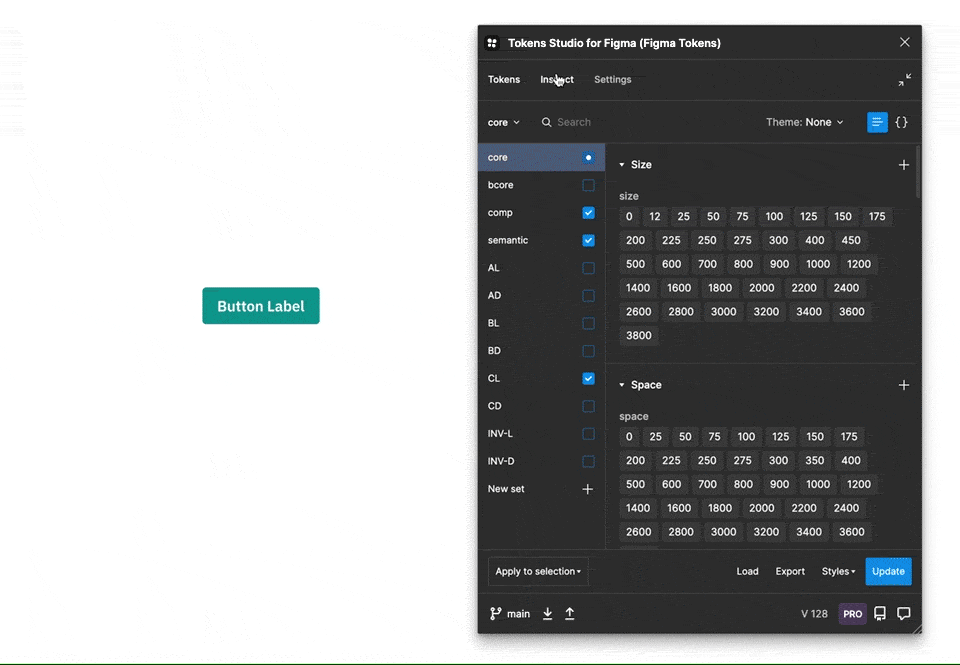 Tokens Studio for Figma (Figma Tokens)
Tokens Inspect Settings
core Search Theme: None { }
core
bcore
comp
semantic
AL
AD
BL
BD
CL
CD
INV-L
INV-D
New set
Size
size
0 12 25 50 75 100 125 150 175
200 225 250 275 300 400 450
500 600 700 800 900 1000 1200
1400 1600 1800 2000 2200 2400
2600 2800 3000 3200 3400 3600
3800
Space
space
0 25 50 75 100 125 150 175
200 225 250 275 300 350 400
500 600 700 800 900 1000 1200
1400 1600 1800 2000 2200 2400
2600 2800 3000 3200 3400 3600
Button Label
Apply to selection Load Export Styles Update
main V 128 PRO